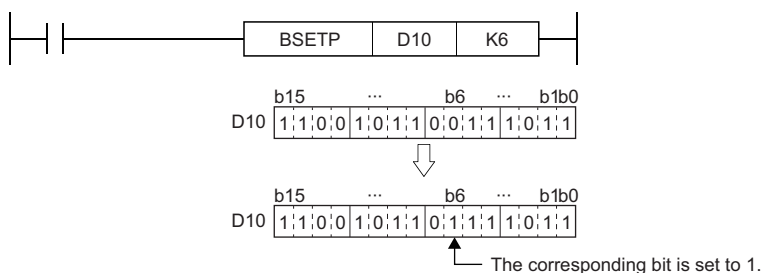 BSETP D10 K6
b15 ... b6 ... b1b0
D10 1 1 0 0 1 0 1 1 0 0 1 1 1 0 1 1
b15 ... b6 ... b1b0
D10 1 1 0 0 1 0 1 1 0 1 1 1 1 0 1 1
The corresponding bit is set to 1.